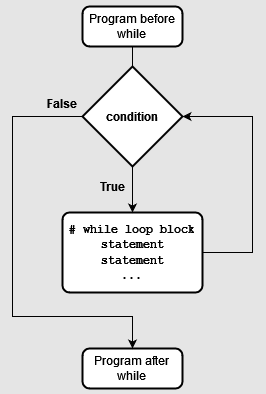 Program before
while
False
condition
True
# while loop block
statement
statement
...
Program after
while